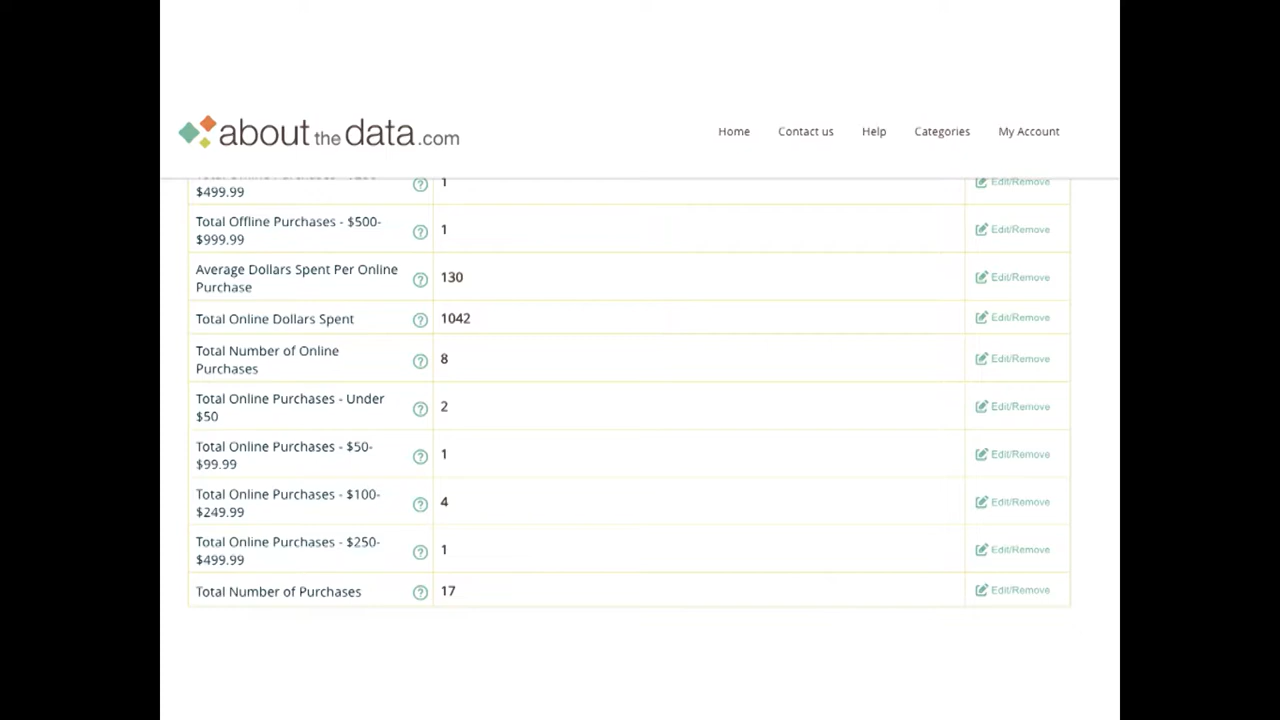 about the data .com
Home Contact us Help Categories My Account
$499.99 1 Edit/Remove
Total Offline Purchases - $500- 
$999.99 1 Edit/Remove
Average Dollars Spent Per Online
Purchase 130 Edit/Remove
Total Online Dollars Spent 1042 Edit/Remove
Total Number of Online
Purchases 8 Edit/Remove
Total Online Purchases - Under
$50 2 Edit/Remove
Total Online Purchases - $50-
$99.99 1 Edit/Remove
Total Online Purchases - $100-
$249.99 4 Edit/Remove
Total Online Purchases - $250-
$499.99 1 Edit/Remove
Total Number of Purchases 17 Edit/Remove